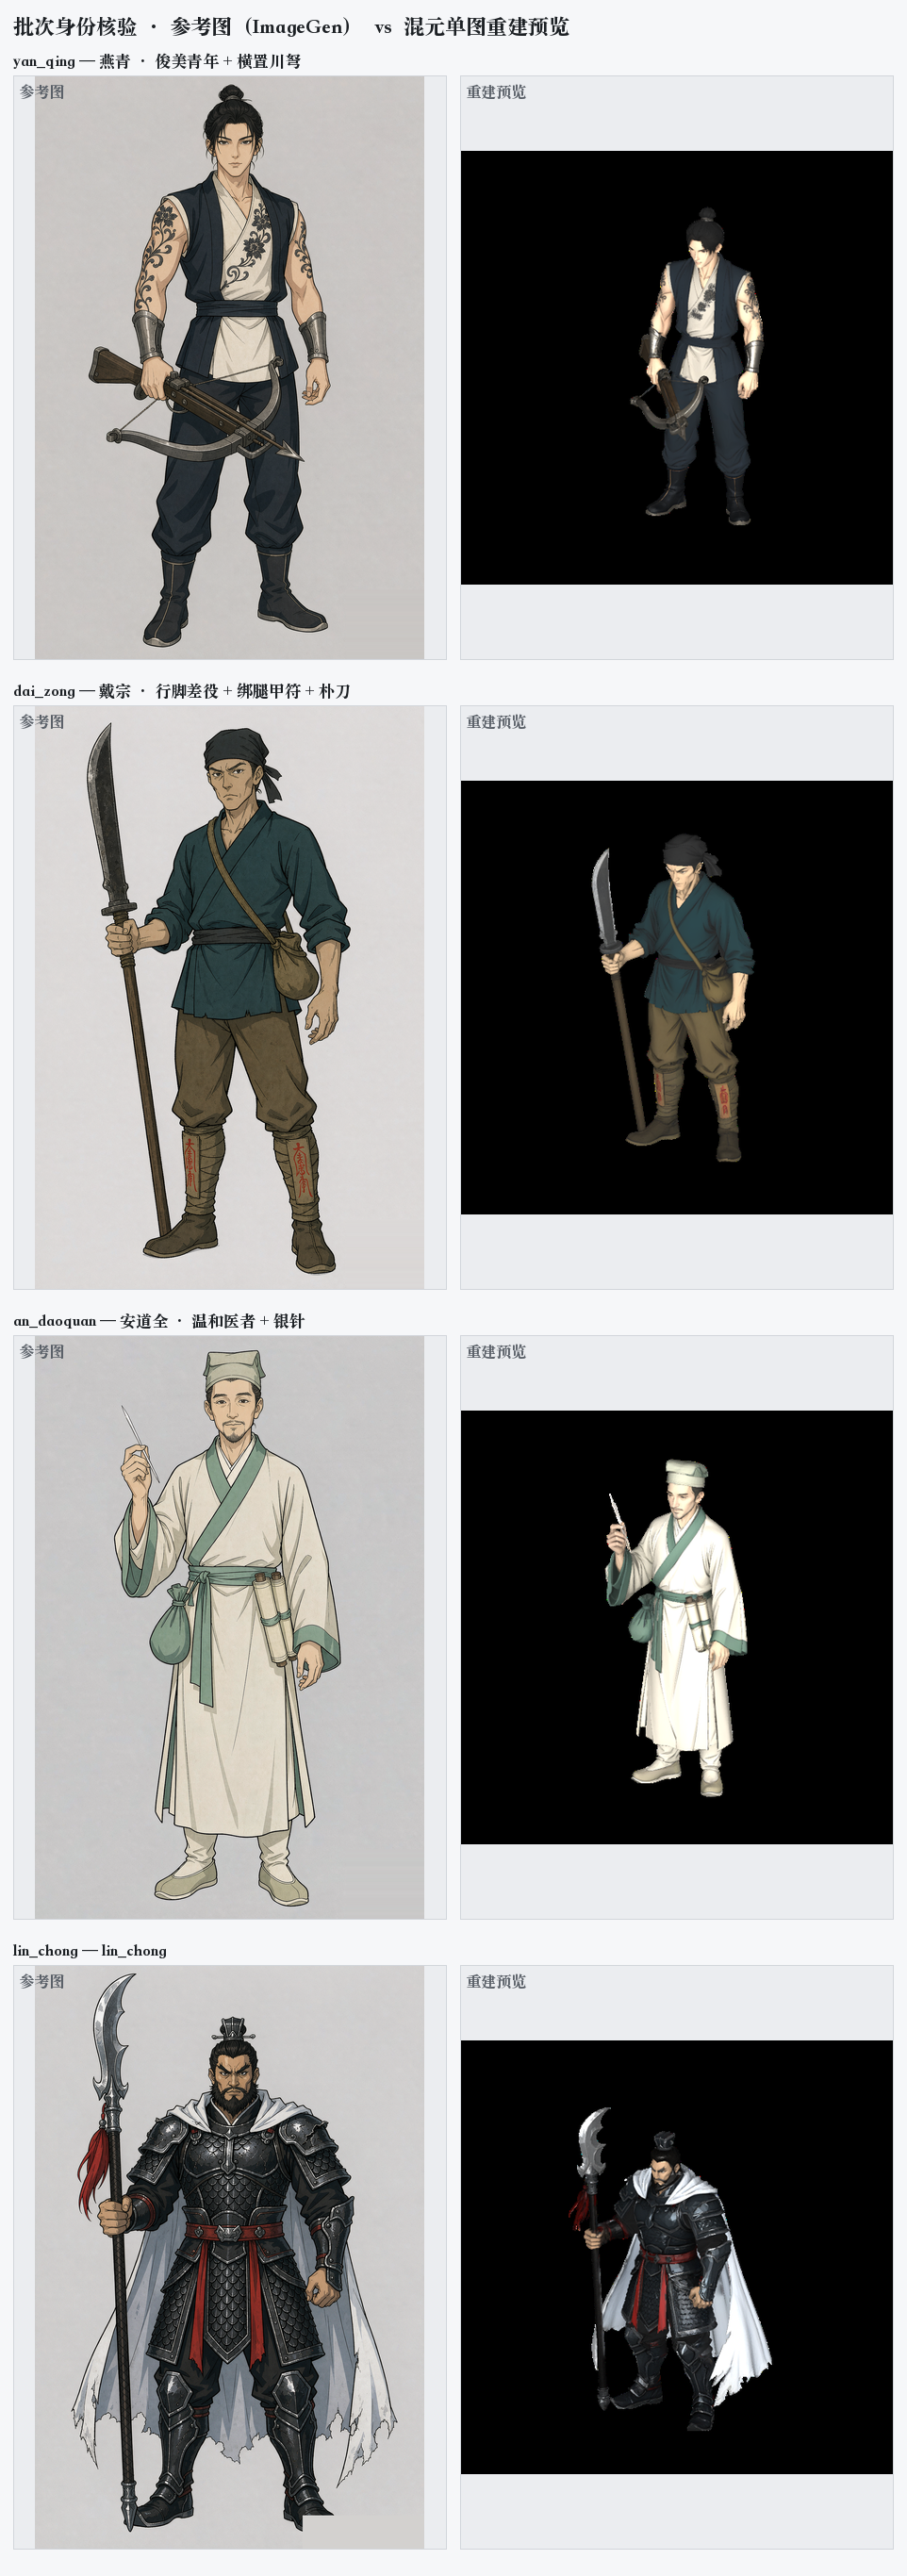 批次身份核验 · 参考图（ImageGen） vs 混元单图重建预览
yan_qing — 燕青 · 俊美青年 + 横置川弩
参考图
重建预览
dai_zong — 戴宗 · 行脚差役 + 绑腿甲符 + 朴刀
参考图
重建预览
an_daoquan — 安道全 · 温和医者 + 银针
参考图
重建预览
lin_chong — lin_chong
参考图
重建预览